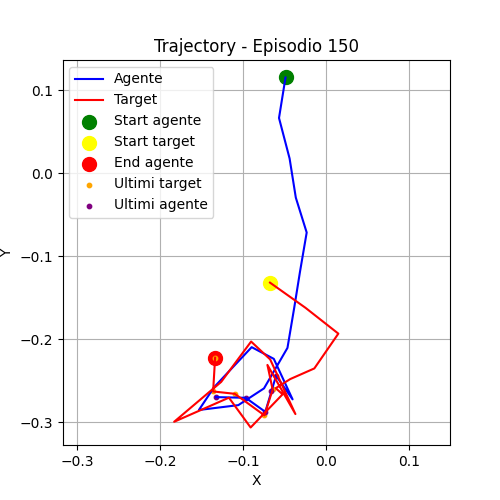 Trajectory - Episodio 150
Agente
Target
Start agente
Start target
End agente
Ultimi target
Ultimi agente
0.1
0.0
−0.1
−0.2
−0.3
Y
−0.3
−0.2
−0.1
0.0
0.1
X